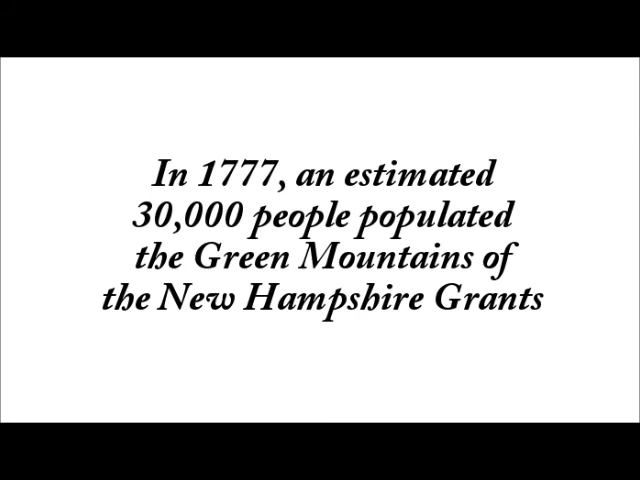 In 1777, an estimated
30,000 people populated
the Green Mountains of
the New Hampshire Grants